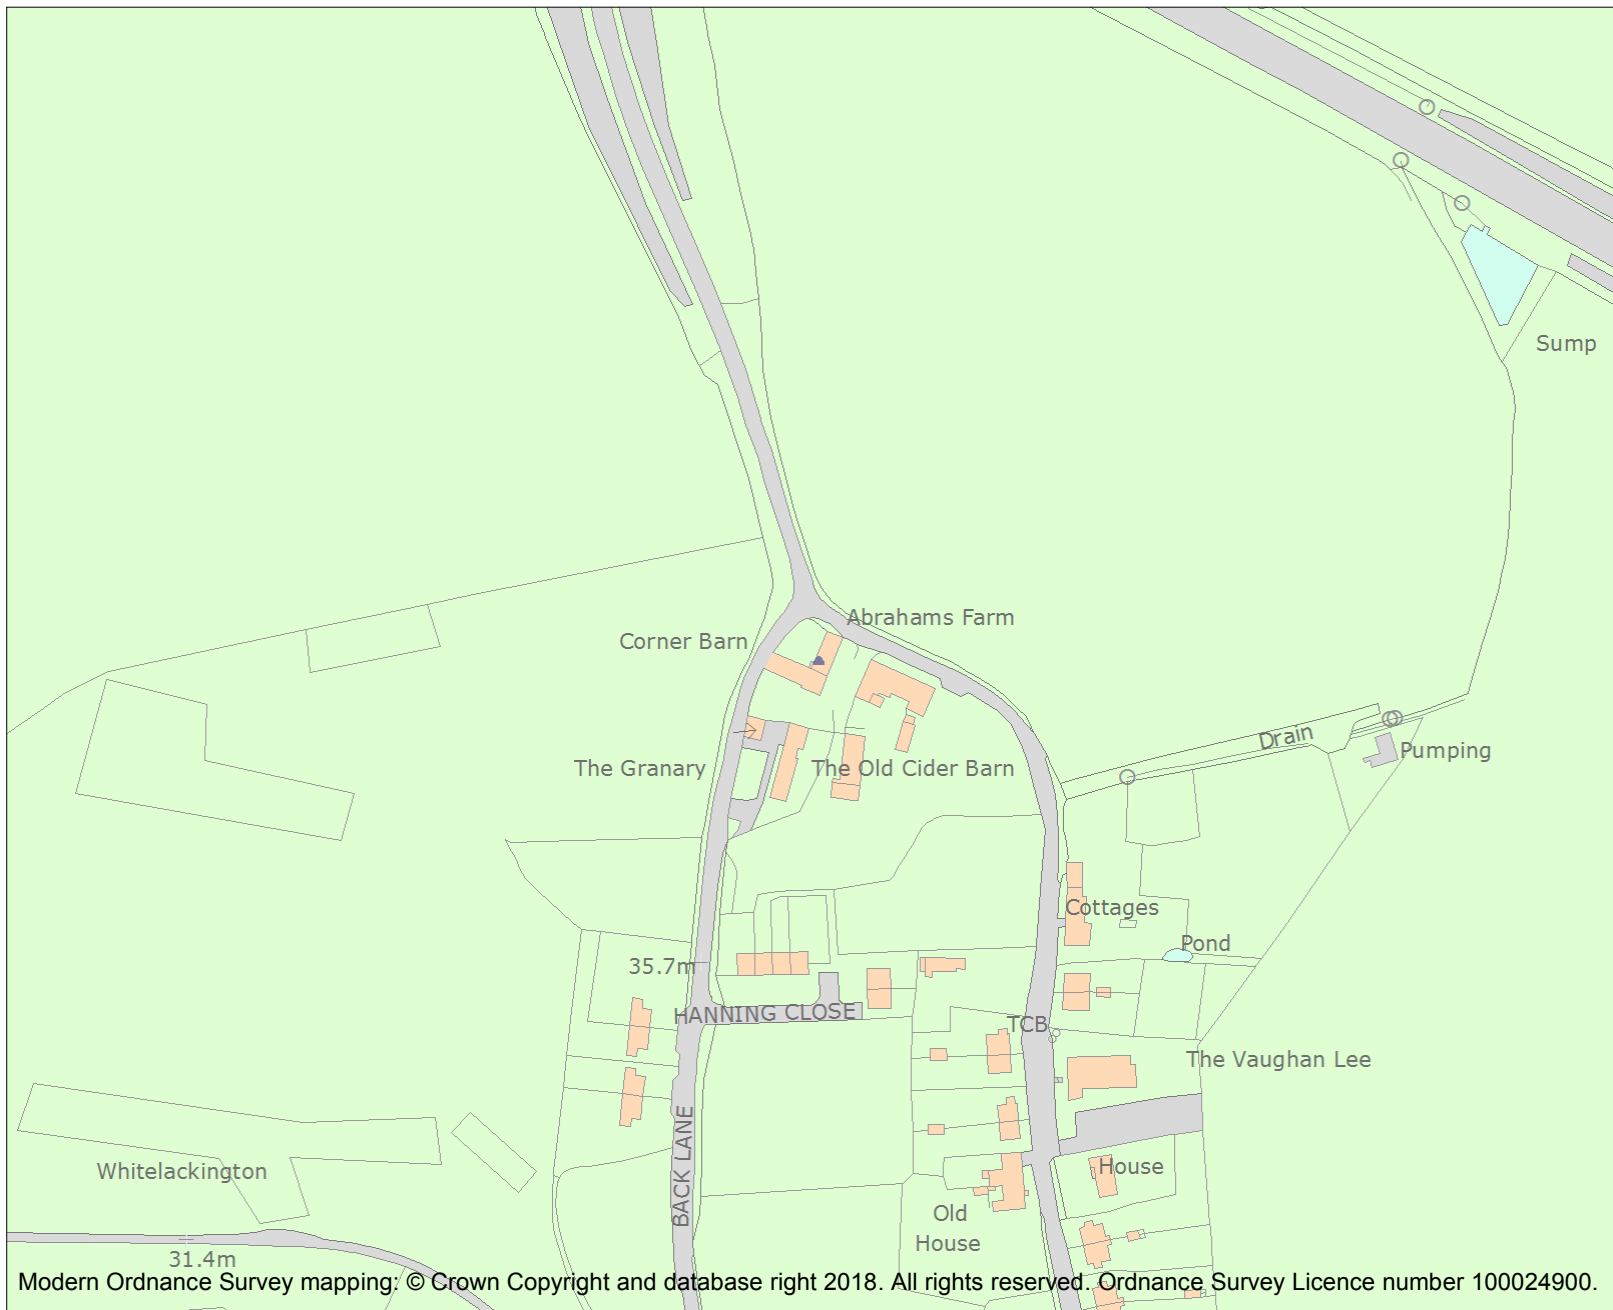 Sump
Abrahams Farm
Corner Barn
Drain
Pumping
The Granary
The Old Cider Barn
Cottages
Pond
35.7m
HANNING CLOSE
TCB
The Vaughan Lee
BACK LANE
House
Whitelackington
Old
House
31.4m
Modern Ordnance Survey mapping: © Crown Copyright and database right 2018. All rights reserved. Ordnance Survey Licence number 100024900.